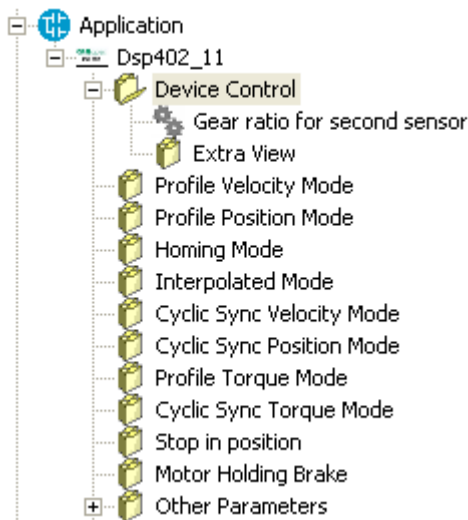 Application
Dsp402_11
Device Control
Gear ratio for second sensor
Extra View
Profile Velocity Mode
Profile Position Mode
Homing Mode
Interpolated Mode
Cyclic Sync Velocity Mode
Cyclic Sync Position Mode
Profile Torque Mode
Cyclic Sync Torque Mode
Stop in position
Motor Holding Brake
Other Parameters